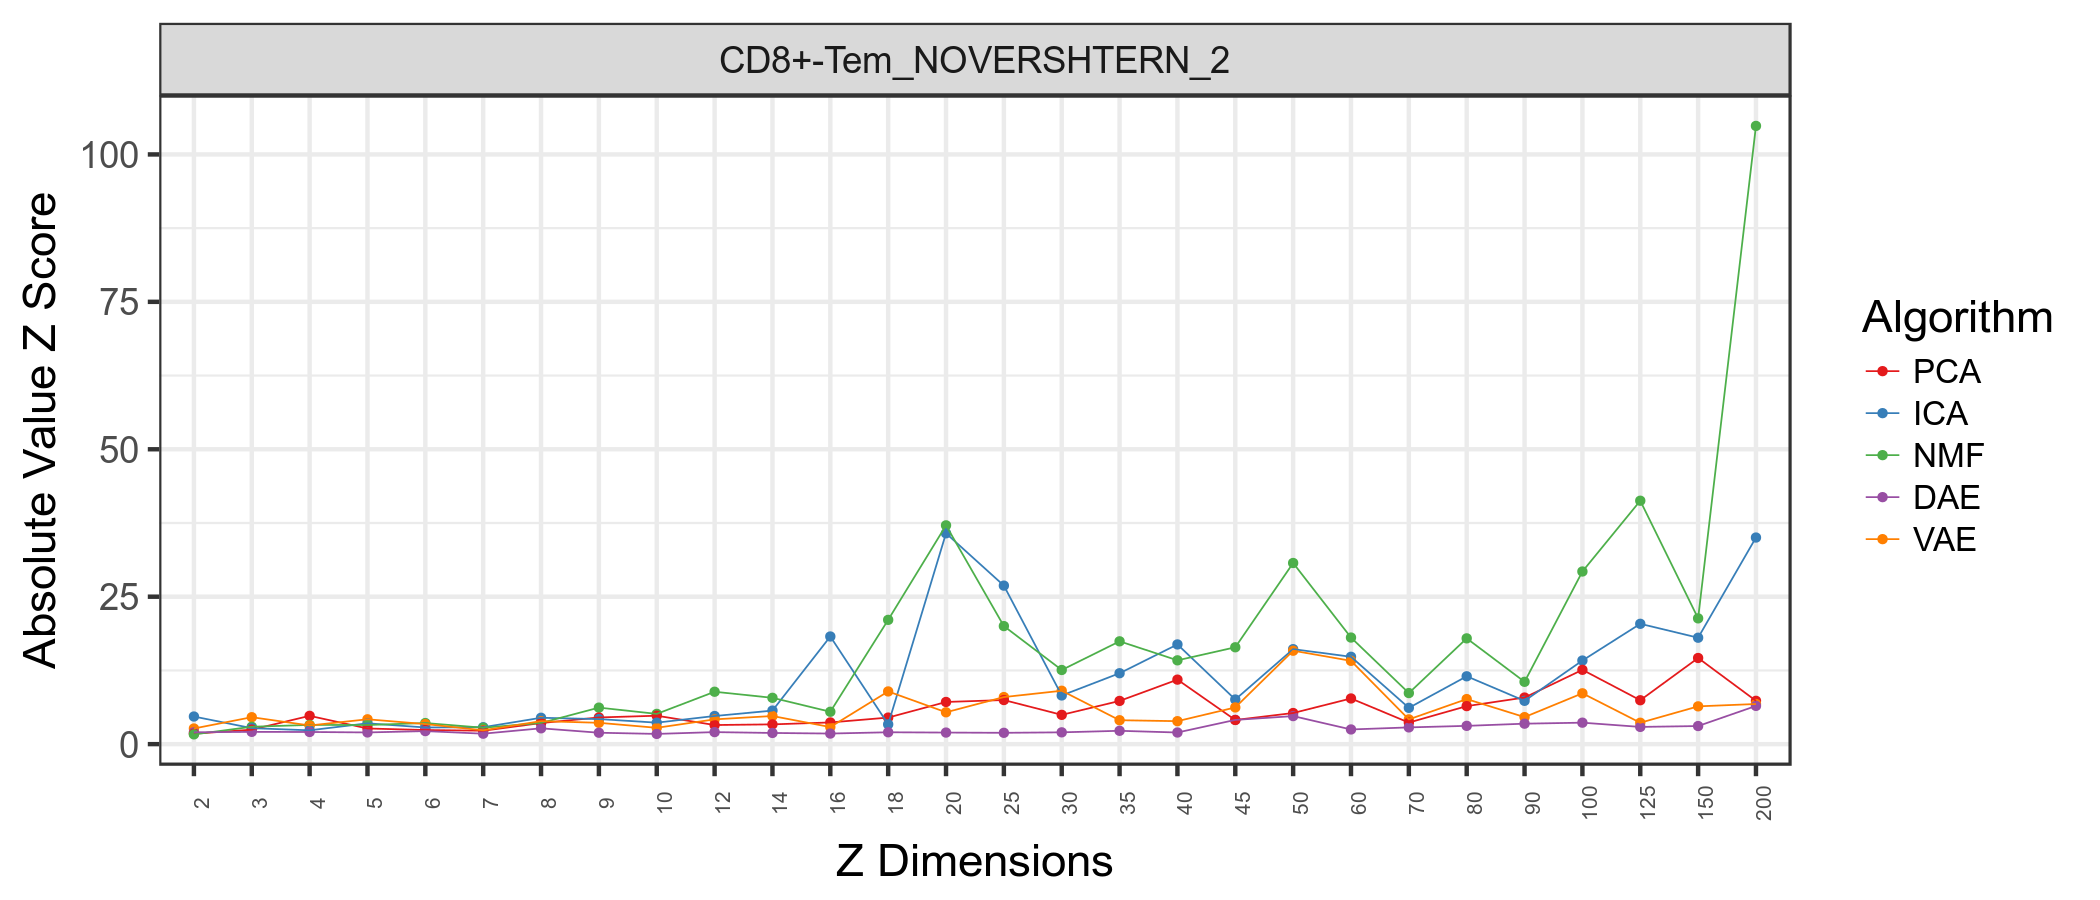 CD8+-Tem_NOVERSHTERN_2
Absolute Value Z Score
100
75
50
25
0
2 3 4 5 6 7 8 9 10 12 14 16 18 20 25 30 35 40 45 50 60 70 80 90 100 125 150 200
Z Dimensions
Algorithm
PCA
ICA
NMF
DAE
VAE